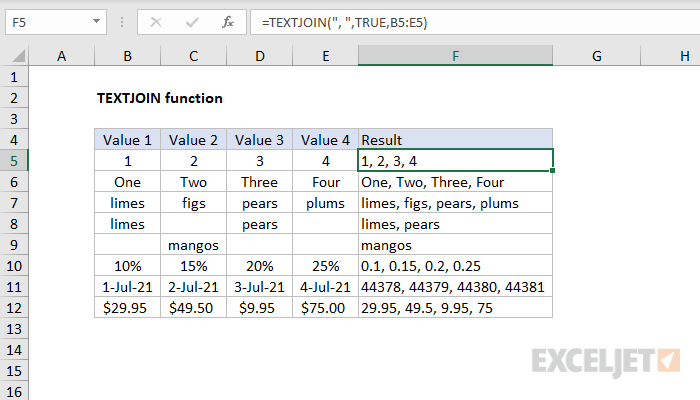 F5 fx =TEXTJOIN(", ",TRUE,B5:E5)
A B C D E F G H
1
2 TEXTJOIN function
3
4 Value 1 Value 2 Value 3 Value 4 Result
5 1 2 3 4 1, 2, 3, 4
6 One Two Three Four One, Two, Three, Four
7 limes figs pears plums limes, figs, pears, plums
8 limes pears limes, pears
9 mangos mangos
10 10% 15% 20% 25% 0.1, 0.15, 0.2, 0.25
11 1-Jul-21 2-Jul-21 3-Jul-21 4-Jul-21 44378, 44379, 44380, 44381
12 $29.95 $49.50 $9.95 $75.00 29.95, 49.5, 9.95, 75
13
14
15
16
EXCELJET